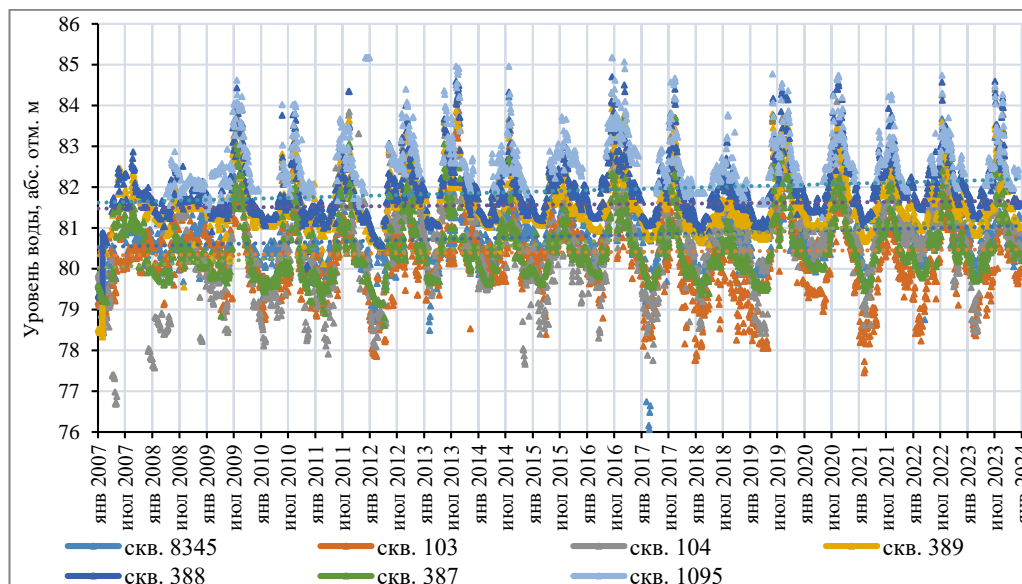 Уровень воды, абс. отм. м
86
85
84
83
82
81
80
79
78
77
76
янв 2007
июл 2007
янв 2008
июл 2008
янв 2009
июл 2009
янв 2010
июл 2010
янв 2011
июл 2011
янв 2012
июл 2012
янв 2013
июл 2013
янв 2014
июл 2014
янв 2015
июл 2015
янв 2016
июл 2016
янв 2017
июл 2017
янв 2018
июл 2018
янв 2019
июл 2019
янв 2020
июл 2020
янв 2021
июл 2021
янв 2022
июл 2022
янв 2023
июл 2023
янв 2024
скв. 8345
скв. 103
скв. 104
скв. 389
скв. 388
скв. 387
скв. 1095